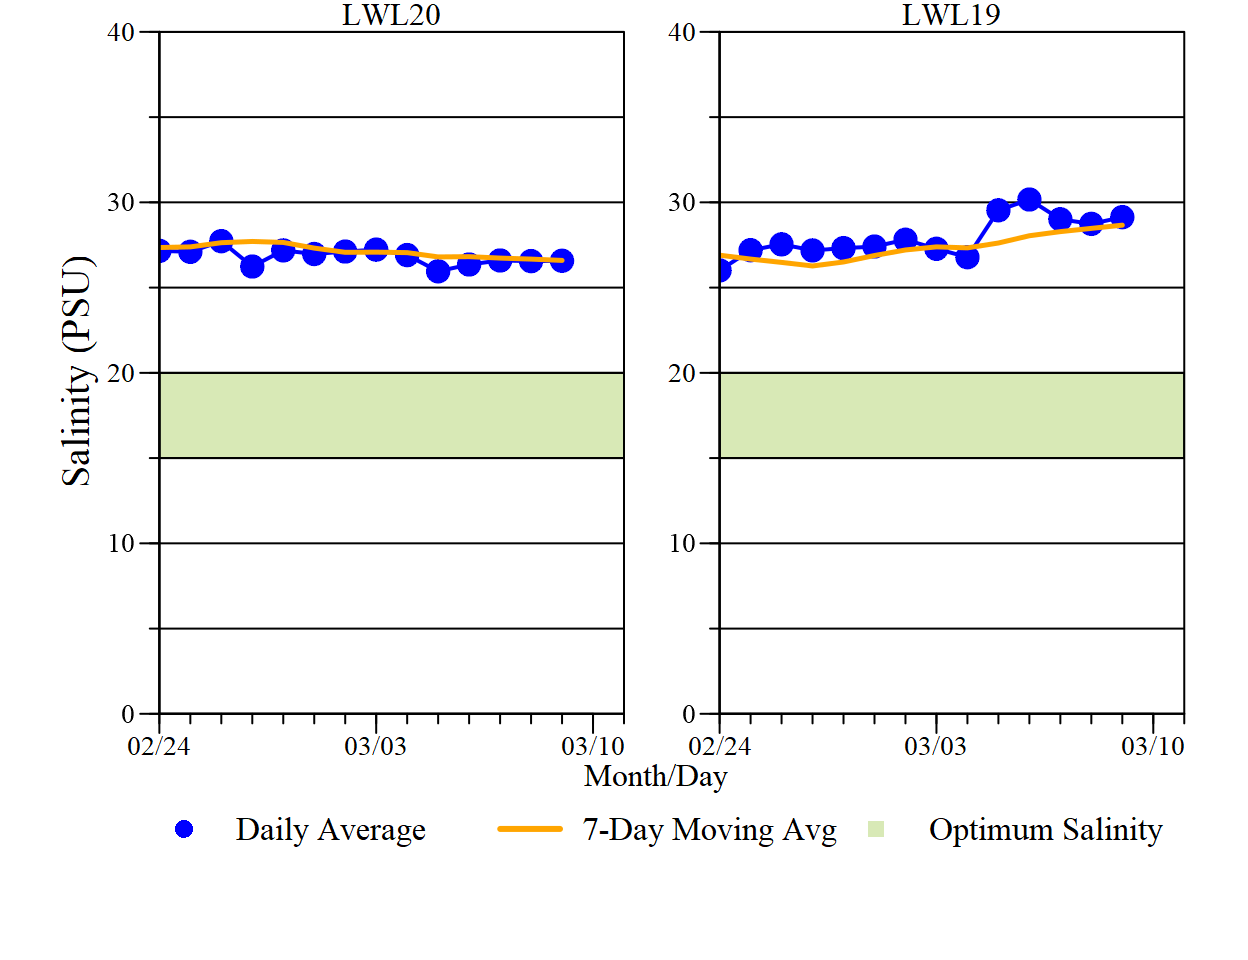 LWL20 LWL19
40 40
30 30
Salinity (PSU)
20 20
10 10
0 0
02/24 03/03 03/10 02/24 03/03 03/10
Month/Day
Daily Average 7-Day Moving Avg Optimum Salinity